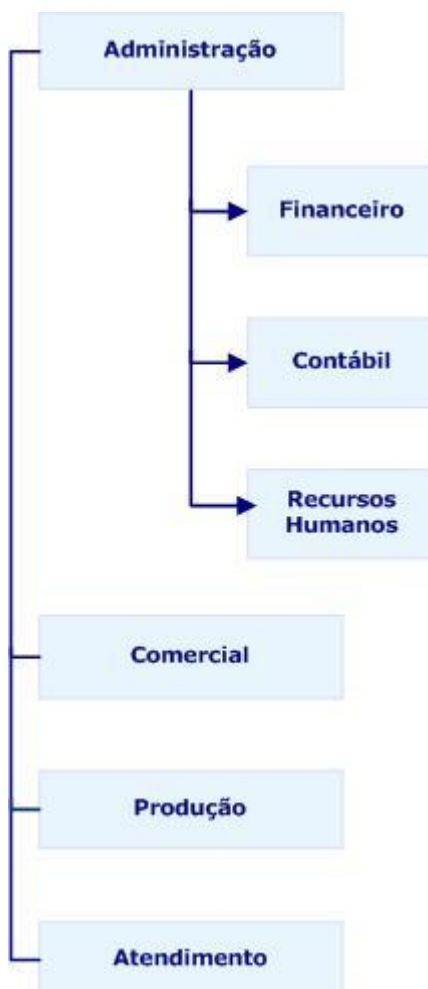 Administração
Financeiro
Contábil
Recursos
Humanos
Comercial
Produção
Atendimento